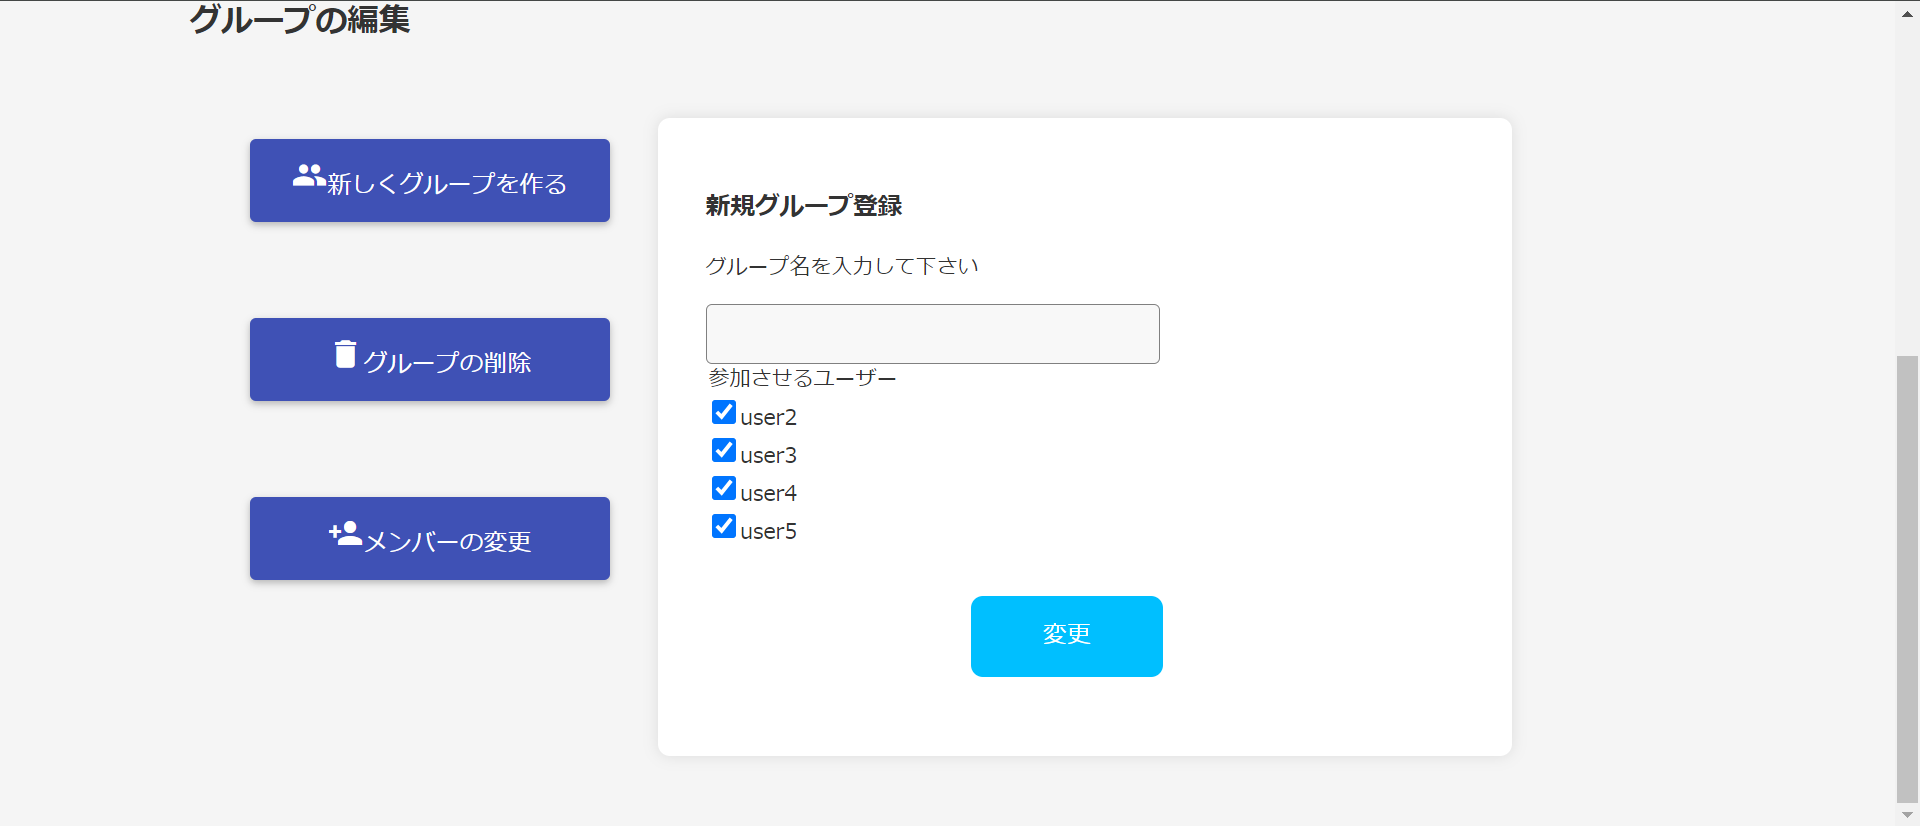 グループの編集
新しくグループを作る
グループの削除
メンバーの変更
新規グループ登録
グループ名を入力して下さい
参加させるユーザー
user2
user3
user4
user5
変更